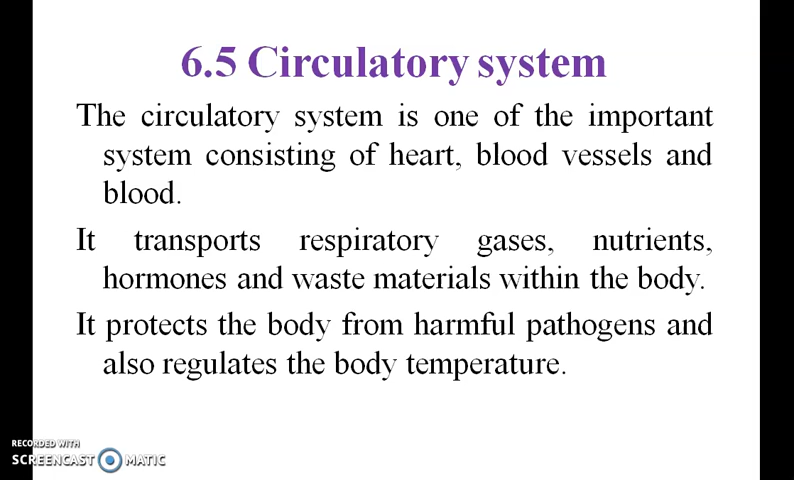 6.5 Circulatory system
The circulatory system is one of the important
system consisting of heart, blood vessels and
blood.
It transports respiratory gases, nutrients,
hormones and waste materials within the body.
It protects the body from harmful pathogens and
also regulates the body temperature.
RECORDED WITH
SCREENCAST MATIC